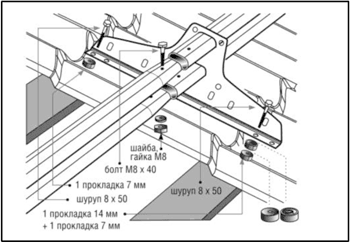 шайба,
гайка М8
болт М8 х 40
1 прокладка 7 мм
шуруп 8 х 50
шуруп 8 х 50
1 прокладка 14 мм
+ 1 прокладка 7 мм